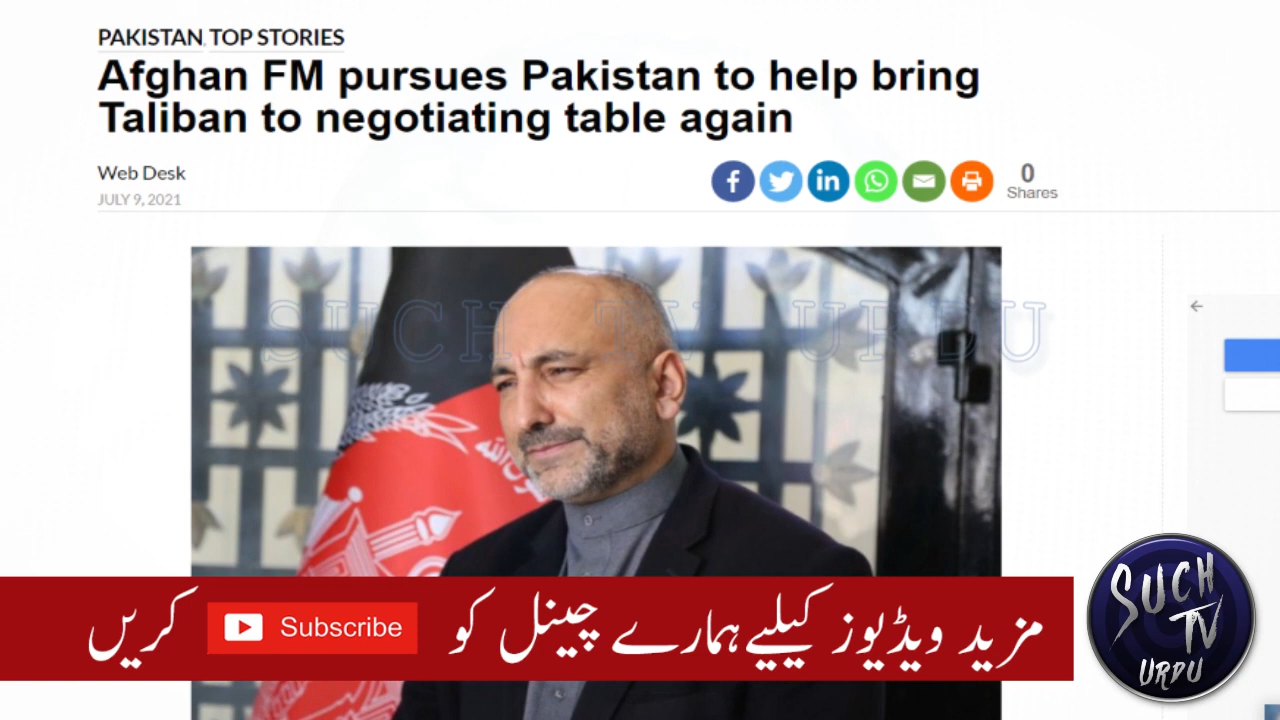 PAKISTAN, TOP STORIES
Afghan FM pursues Pakistan to help bring
Taliban to negotiating table again
Web Desk
JULY 9, 2021
0
Shares
SUCH TV URDU
مزید ویڈیوز کیلیے ہمارے چینل کو Subscribe کریں
SUCH
TV
URDU